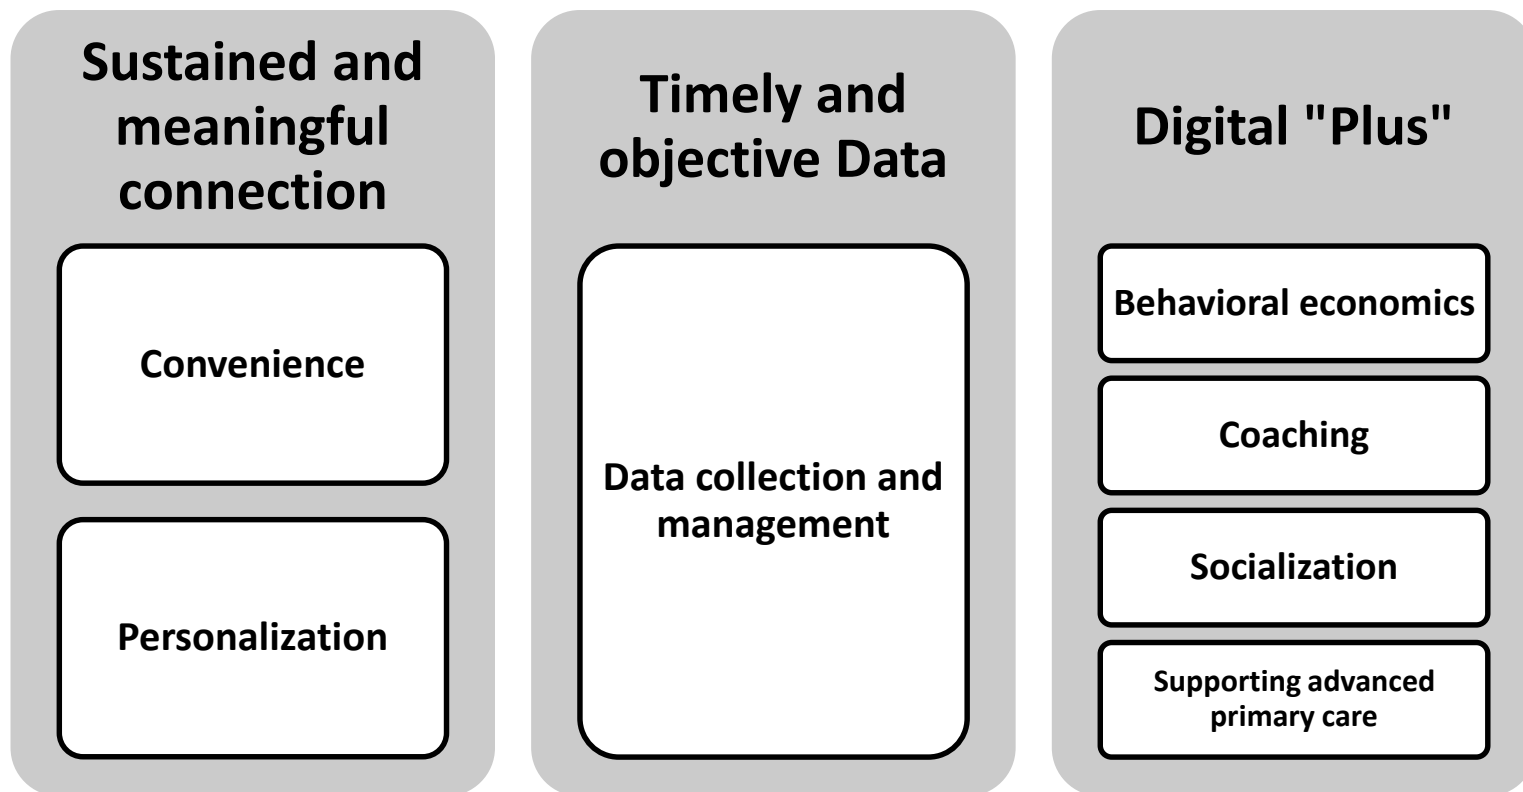 Sustained and
meaningful
connection
Convenience
Personalization
Timely and
objective Data
Data collection and
management
Digital "Plus"
Behavioral economics
Coaching
Socialization
Supporting advanced
primary care